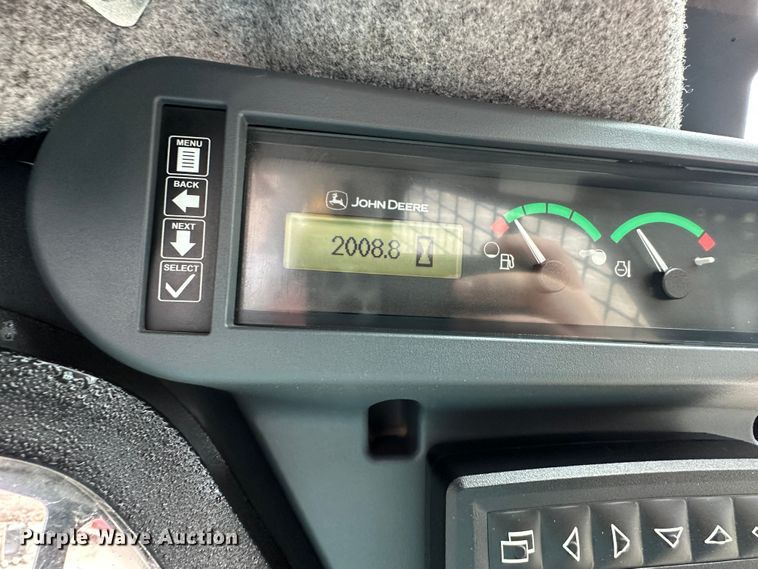 MENU
BACK
NEXT
SELECT
JOHN DEERE
2008.8
Purple Wave Auction